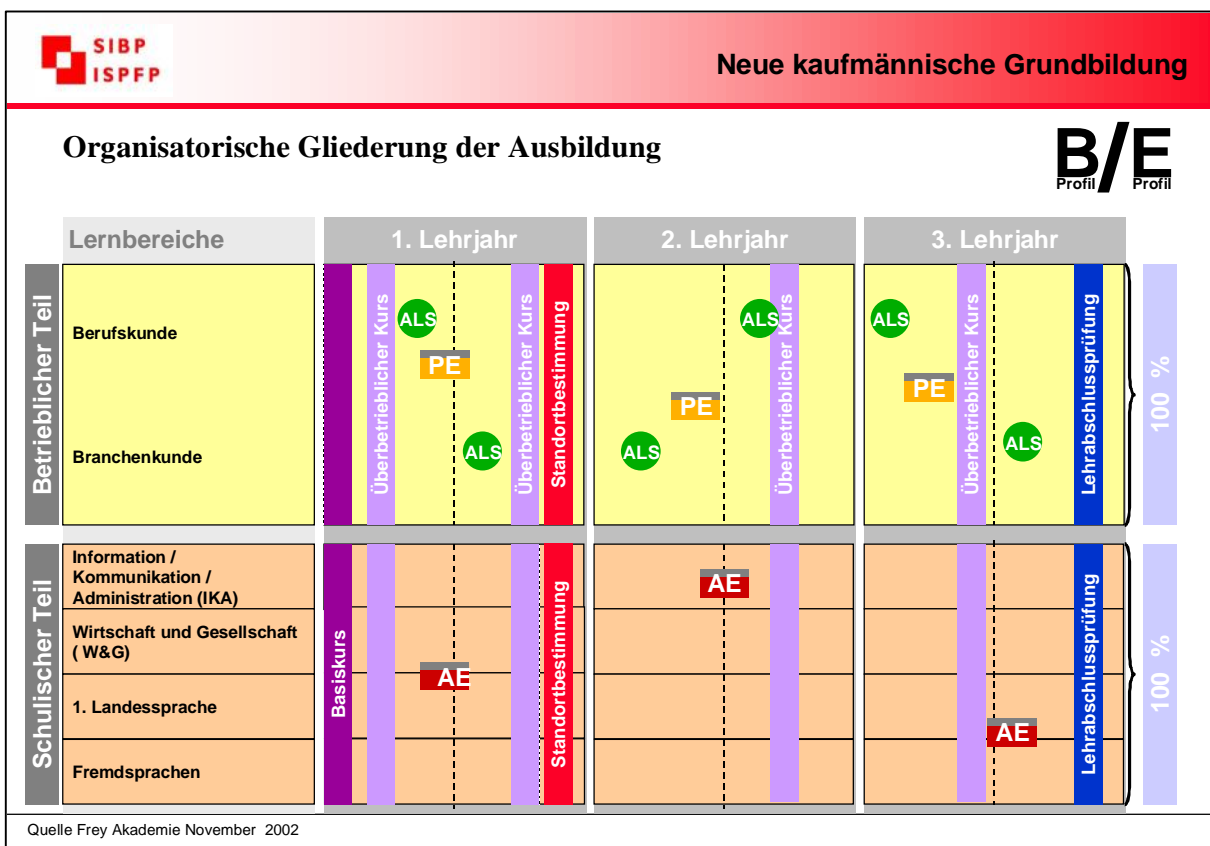 SIBP
ISPFP
Neue kaufmännische Grundbildung
Organisatorische Gliederung der Ausbildung
B/E
Profil Profil
Lernbereiche
1. Lehrjahr
2. Lehrjahr
3. Lehrjahr
Betrieblicher Teil
Berufskunde
Branchenkunde
Überbetrieblicher Kurs
ALS
PE
ALS
Überbetrieblicher Kurs
Standortbestimmung
ALS
PE
ALS
Überbetrieblicher Kurs
ALS
PE
Überbetrieblicher Kurs
ALS
Lehrabschlussprüfung
100 %
Schulischer Teil
Information /
Kommunikation /
Administration (IKA)
Wirtschaft und Gesellschaft
( W&G)
1. Landessprache
Fremdsprachen
Basiskurs
AE
Standortbestimmung
AE
AE
Lehrabschlussprüfung
100 %
Quelle Frey Akademie November 2002